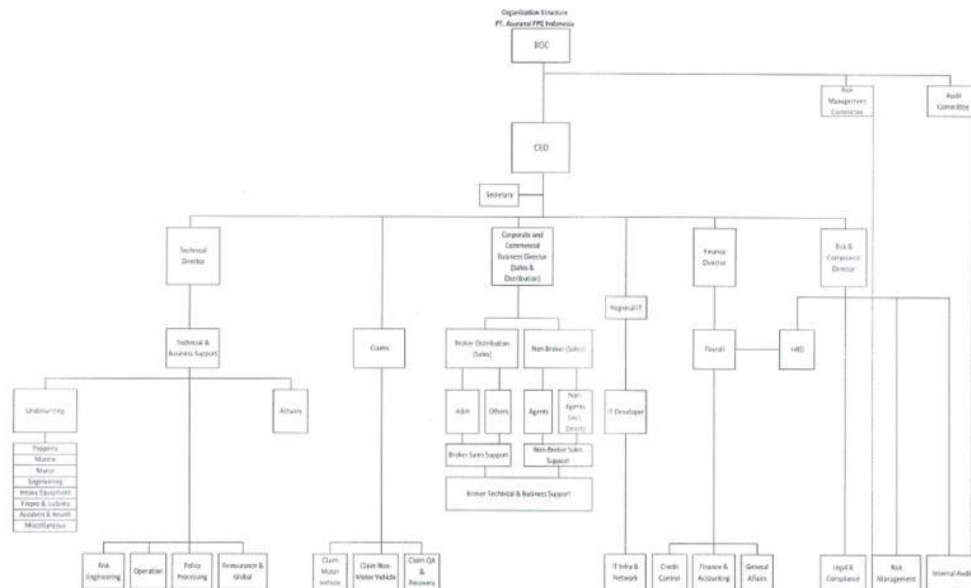 Organization Structure
PT. Asuransi FPG Indonesia
BOC
Risk
Management
Committee
Audit
Committee
CEO
Secretary
Technical
Director
Corporate and
Commercial
Business Director
(Sales &
Distribution)
Finance
Director
Risk &
Compliance
Director
Regional IT
Technical &
Business Support
Claims
Broker Distribution
(Sales)
Non Broker (Sales)
Payroll
HRD
Underwriting
Actuary
A&H
Others
Agents
Non
Agents
(inc.
Direct)
IT Developer
Property
Marine
Motor
Engineering
Heavy Equipment
Finpro & Liability
Accident & Health
Miscellaneous
Broker Sales Support
Non-Broker Sales
Support
Broker Technical & Business Support
Risk
Engineering
Operation
Policy
Processing
Reinsurance &
Global
Claim
Motor
Vehicle
Claim Non-
Motor Vehicle
Claim QA
&
Recovery
IT Infra &
Network
Credit
Control
Finance &
Accounting
General
Affairs
Legal &
Compliance
Risk
Management
Internal Audit